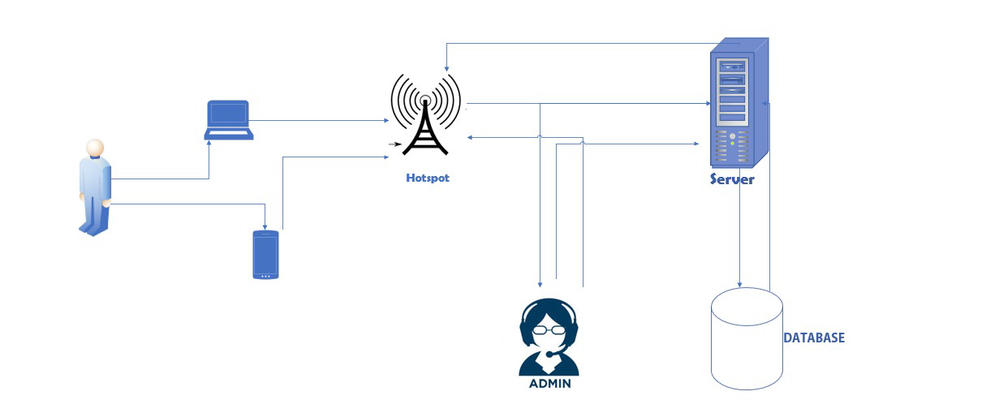 Hotspot
Server
DATABASE
ADMIN